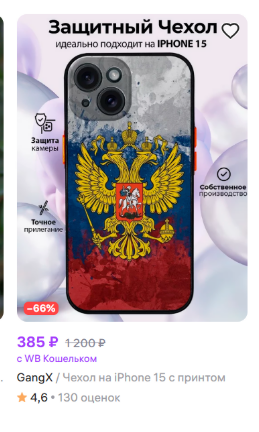 Защитный Чехол
идеально подходит на IPHONE 15
Защита
камеры
Собственное
производство
Точное
прилегание
−66%
385 ₽ 1 200 ₽
с WB Кошельком
GangX / Чехол на iPhone 15 с принтом
4,6 • 130 оценок